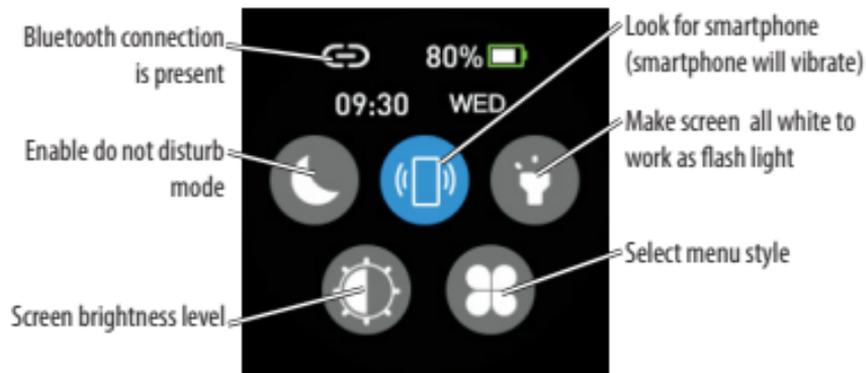 Bluetooth connection
is present
80%
09:30 WED
Look for smartphone
(smartphone will vibrate)
Enable do not disturb
mode
Make screen all white to
work as flash light
Screen brightness level
Select menu style